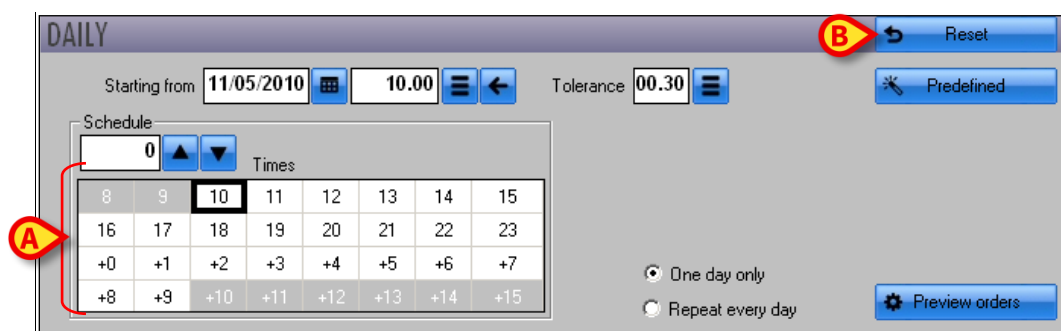 DAILY
B
Reset
Starting from 11/05/2010 10.00 Tolerance 00.30
Predefined
Schedule
0 Times
8 9 10 11 12 13 14 15
16 17 18 19 20 21 22 23
+0 +1 +2 +3 +4 +5 +6 +7
+8 +9 +10 +11 +12 +13 +14 +15
A
One day only
Repeat every day
Preview orders